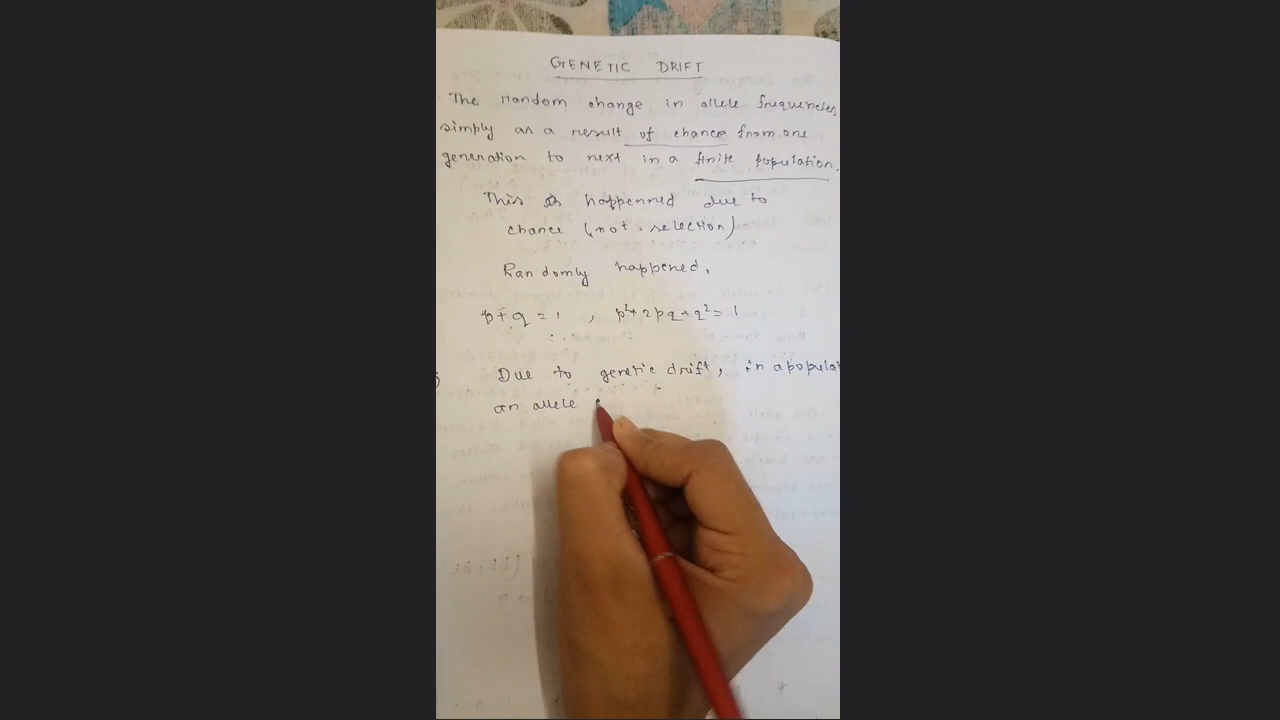 GENETIC DRIFT
The random change in allele frequencies
simply as a result of chance from one
generation to next in a finite population.
This is happenned due to
chance (not selection)
Randomly happened.
p+q=1 , p²+2pq+q²=1
Due to genetic drift, in a populat
an allele